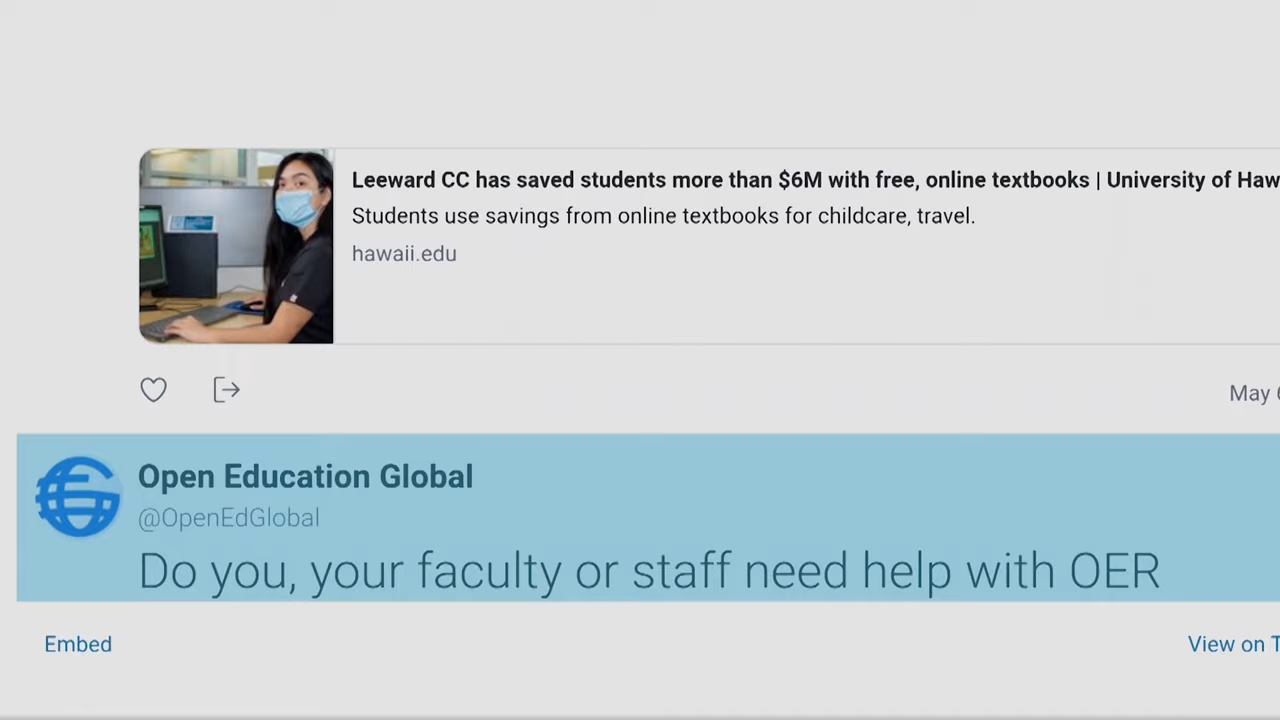 Leeward CC has saved students more than $6M with free, online textbooks | University of Haw
Students use savings from online textbooks for childcare, travel.
hawaii.edu
May 6
Open Education Global
@OpenEdGlobal
Do you, your faculty or staff need help with OER
Embed
View on T